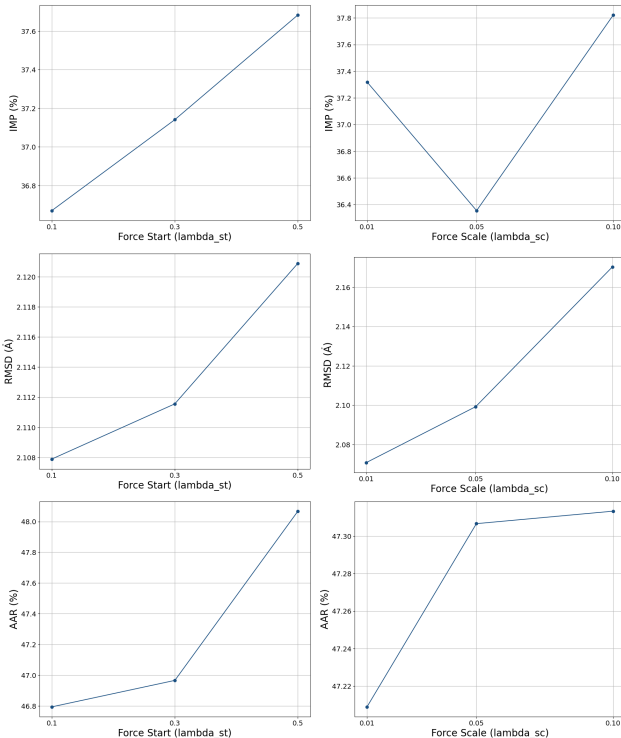 37.6
37.4
37.2
37.0
36.8
IMP (%)
0.1 0.3 0.5
Force Start (lambda_st)
37.8
37.6
37.4
37.2
37.0
36.8
36.6
36.4
IMP (%)
0.01 0.05 0.10
Force Scale (lambda_sc)
2.120
2.118
2.116
2.114
2.112
2.110
2.108
RMSD (Å)
0.1 0.3 0.5
Force Start (lambda_st)
2.16
2.14
2.12
2.10
2.08
RMSD (Å)
0.01 0.05 0.10
Force Scale (lambda_sc)
48.0
47.8
47.6
47.4
47.2
47.0
46.8
AAR (%)
0.1 0.3 0.5
Force Start (lambda_st)
47.30
47.28
47.26
47.24
47.22
AAR (%)
0.01 0.05 0.10
Force Scale (lambda_sc)